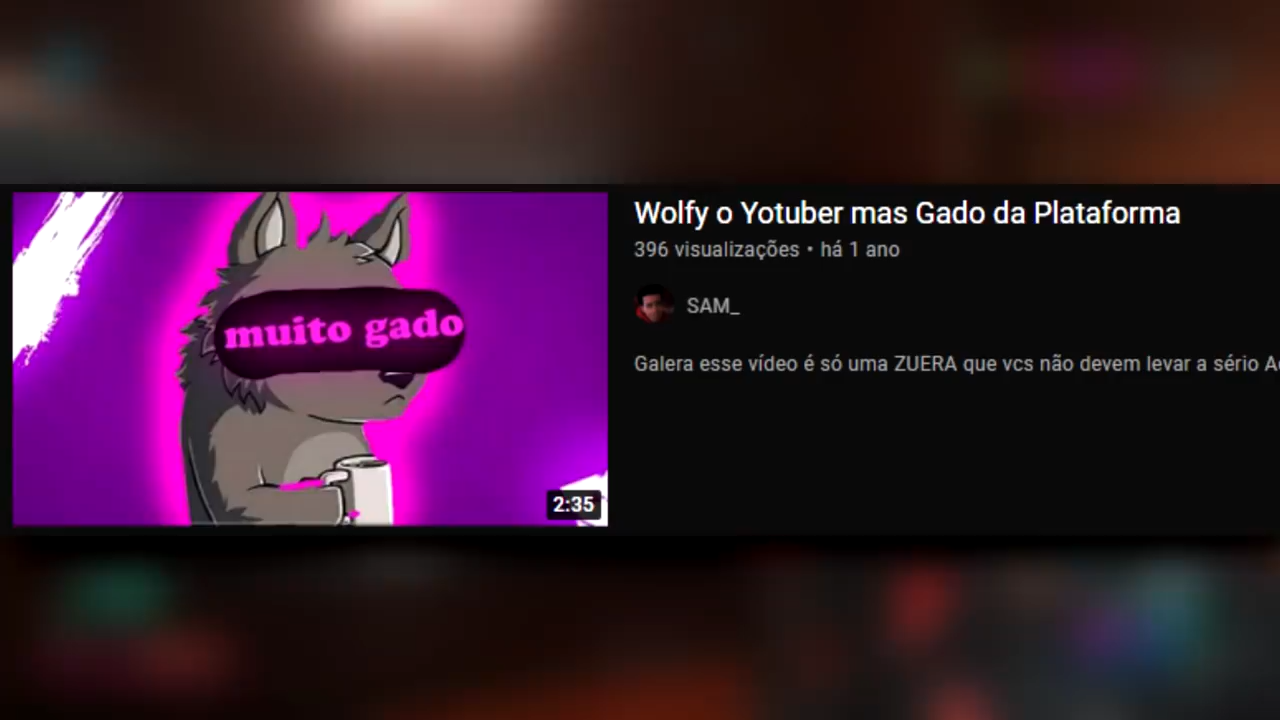 muito gado
2:35
Wolfy o Yotuber mas Gado da Plataforma
396 visualizações • há 1 ano
SAM_
Galera esse vídeo é só uma ZUERA que vcs não devem levar a sério